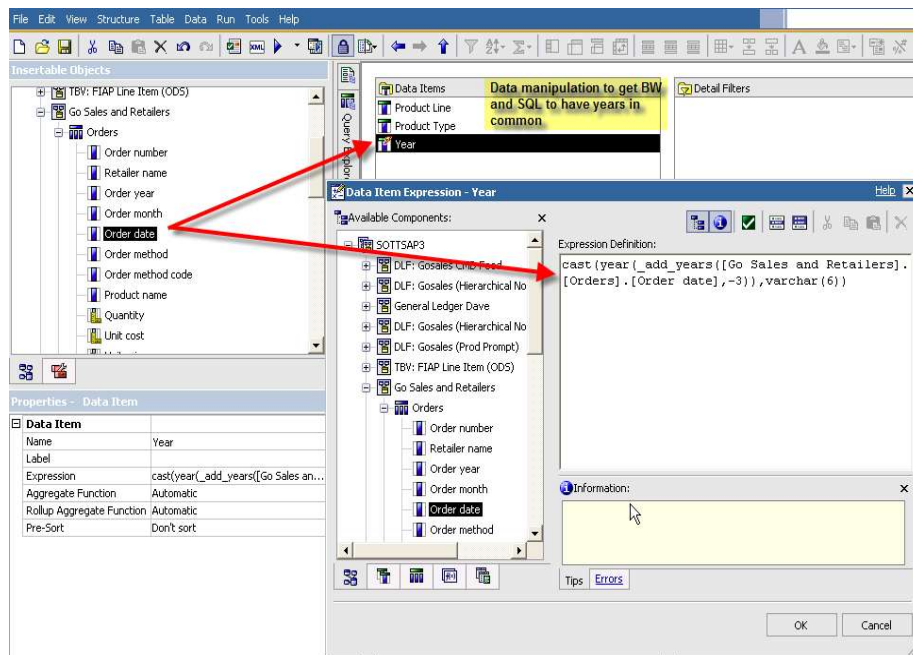 File Edit View Structure Table Data Run Tools Help
Insertable Objects
TBV: FIAP Line Item (ODS)
Go Sales and Retailers
Orders
Order number
Retailer name
Order year
Order month
Order date
Order method
Order method code
Product name
Quantity
Unit cost
Properties - Data Item
Data Item
Name Year
Label
Expression cast(year(_add_years([Go Sales an...
Aggregate Function Automatic
Rollup Aggregate Function Automatic
Pre-Sort Don't sort
Query Explor
Data Items
Product Line
Product Type
Year
Data manipulation to get BW
and SQL to have years in
common
Detail Filters
Data Item Expression - Year Help
Available Components:
SOTTSAP3
DLF: Gosales CMD Food
DLF: Gosales (Hierarchical No
General Ledger Dave
DLF: Gosales (Hierarchical No
DLF: Gosales (Prod Prompt)
TBV: FIAP Line Item (ODS)
Go Sales and Retailers
Orders
Order number
Retailer name
Order year
Order month
Order date
Order method
Expression Definition:
cast(year(_add_years([Go Sales and Retailers].
[Orders].[Order date],-3)),varchar(6))
Information:
Tips Errors
OK Cancel